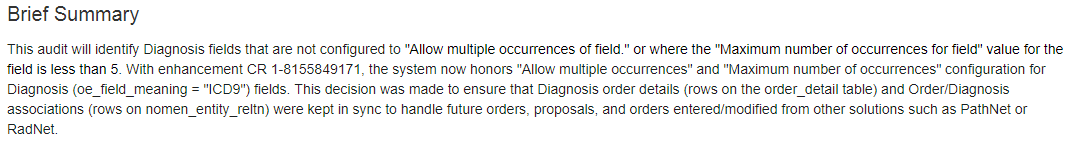 Brief Summary
This audit will identify Diagnosis fields that are not configured to "Allow multiple occurrences of field." or where the "Maximum number of occurrences for field" value for the
field is less than 5. With enhancement CR 1-8155849171, the system now honors "Allow multiple occurrences" and "Maximum number of occurrences" configuration for
Diagnosis (oe_field_meaning = "ICD9") fields. This decision was made to ensure that Diagnosis order details (rows on the order_detail table) and Order/Diagnosis
associations (rows on nomen_entity_reltn) were kept in sync to handle future orders, proposals, and orders entered/modified from other solutions such as PathNet or
RadNet.